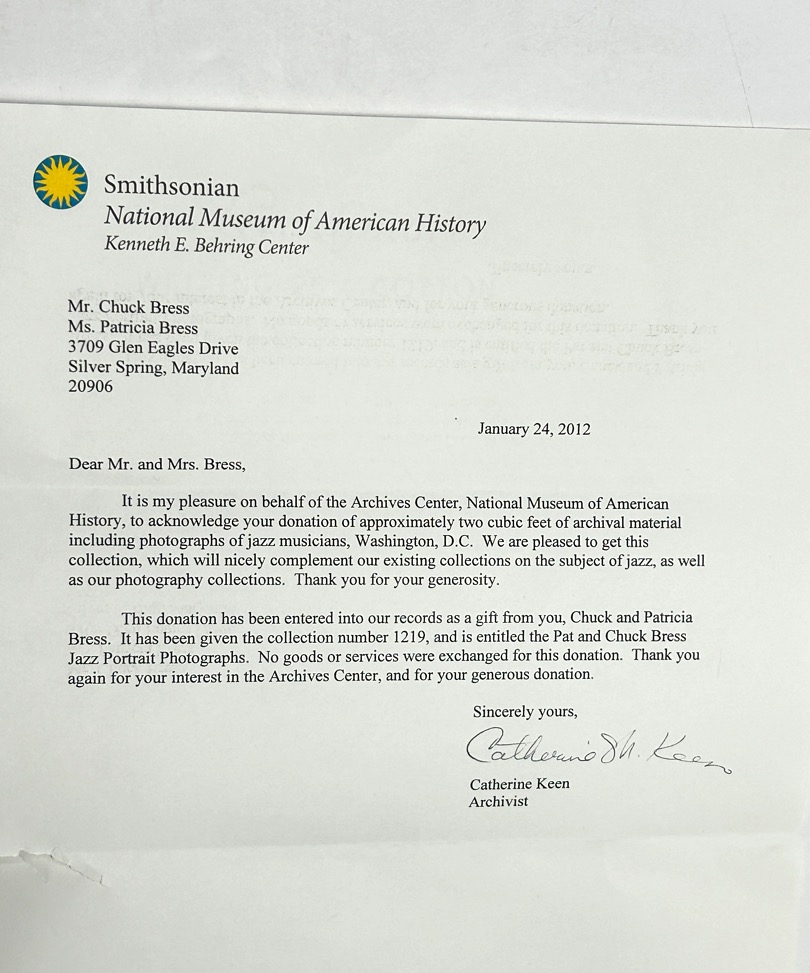 Smithsonian
National Museum of American History
Kenneth E. Behring Center
Mr. Chuck Bress
Ms. Patricia Bress
3709 Glen Eagles Drive
Silver Spring, Maryland
20906
January 24, 2012
Dear Mr. and Mrs. Bress,
It is my pleasure on behalf of the Archives Center, National Museum of American
History, to acknowledge your donation of approximately two cubic feet of archival material
including photographs of jazz musicians, Washington, D.C. We are pleased to get this
collection, which will nicely complement our existing collections on the subject of jazz, as well
as our photography collections. Thank you for your generosity.
This donation has been entered into our records as a gift from you, Chuck and Patricia
Bress. It has been given the collection number 1219, and is entitled the Pat and Chuck Bress
Jazz Portrait Photographs. No goods or services were exchanged for this donation. Thank you
again for your interest in the Archives Center, and for your generous donation.
Sincerely yours,
Catherine M. Keen
Catherine Keen
Archivist